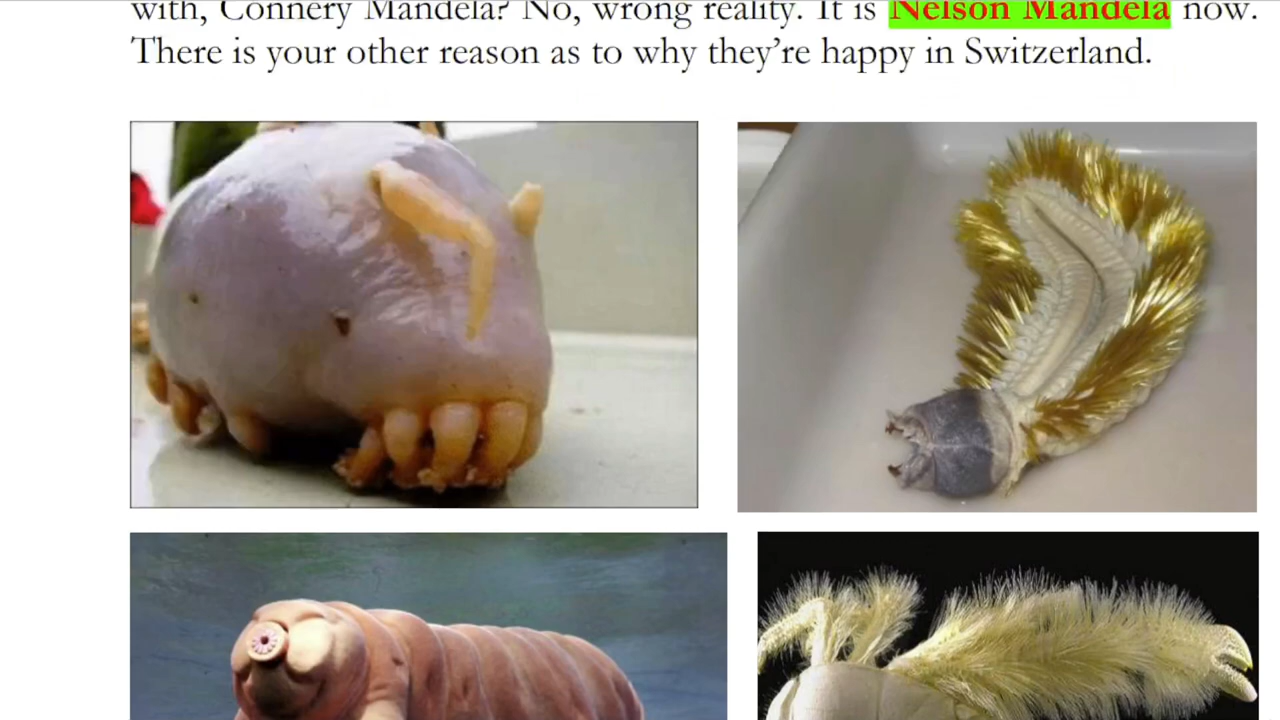 with, Connery Mandela? No, wrong reality. It is Nelson Mandela now.
There is your other reason as to why they’re happy in Switzerland.